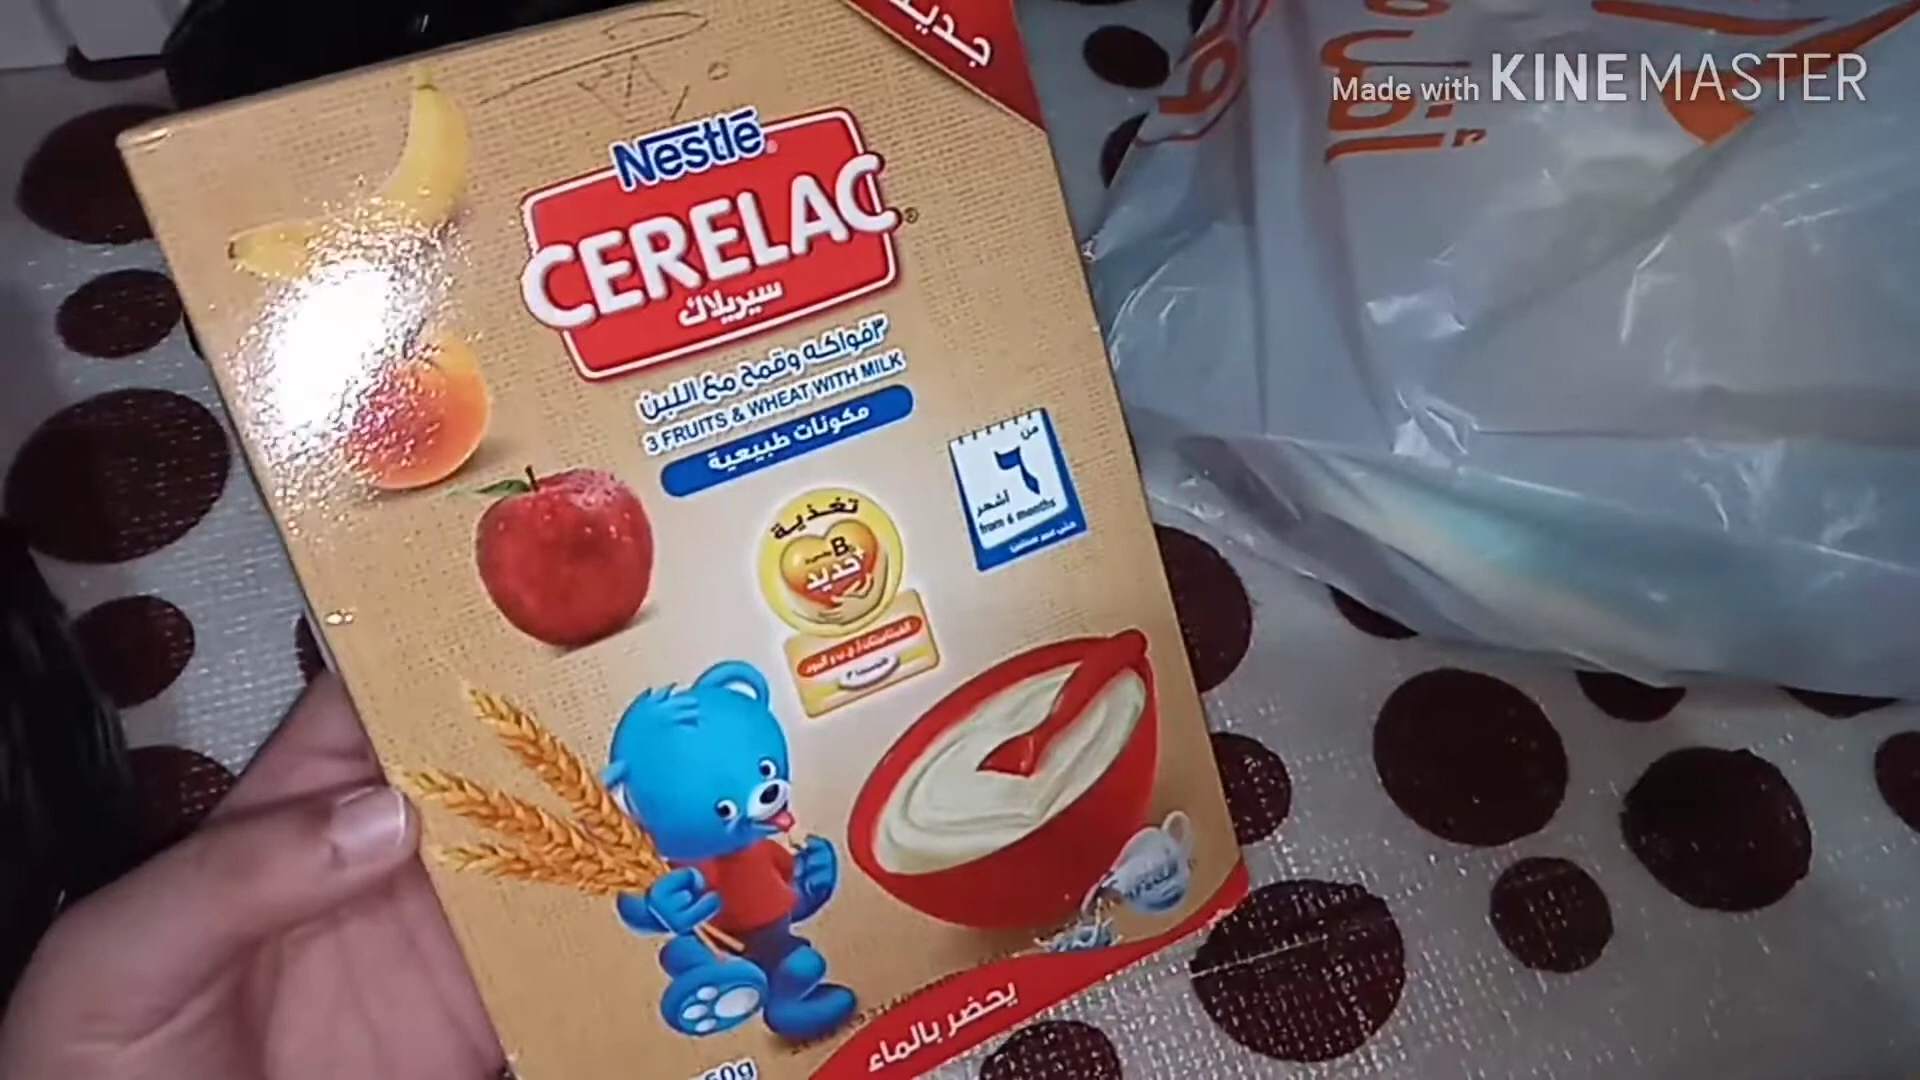 جديد
Made with KINEMASTER
Nestlé
CERELAC
سيريلاك
٣ فواكه وقمح مع اللبن
3 FRUITS & WHEAT WITH MILK
مكونات طبيعية
من
٦
أشهر
from 6 months
تغذية
B
حديد
يحضر بالماء